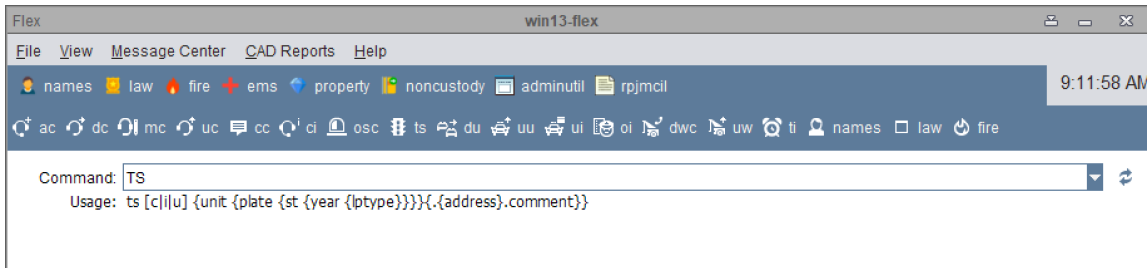 Flex win13-flex
File View Message Center CAD Reports Help
names law fire ems property noncustody adminutil rpjmcil 9:11:58 AM
ac dc mc uc cc ci osc ts du uu ui oi dwc uw ti names law fire
Command: TS
Usage: ts [c|i|u] {unit {plate {st {year {lptype}}}}{.{address}.comment}}